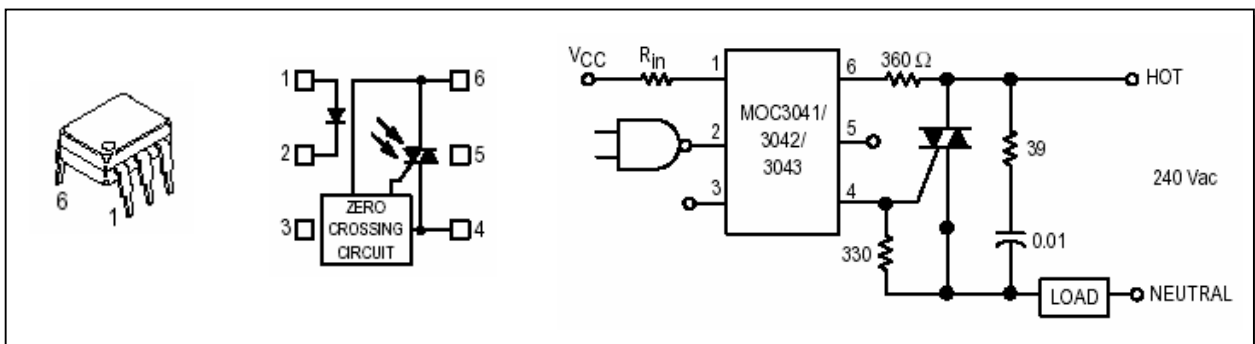 6
1
1
2
3
6
5
4
ZERO
CROSSING
CIRCUIT
VCC
Rin
1
2
3
MOC3041/
3042/
3043
6
5
4
360 Ω
330
39
0.01
HOT
240 Vac
LOAD
NEUTRAL